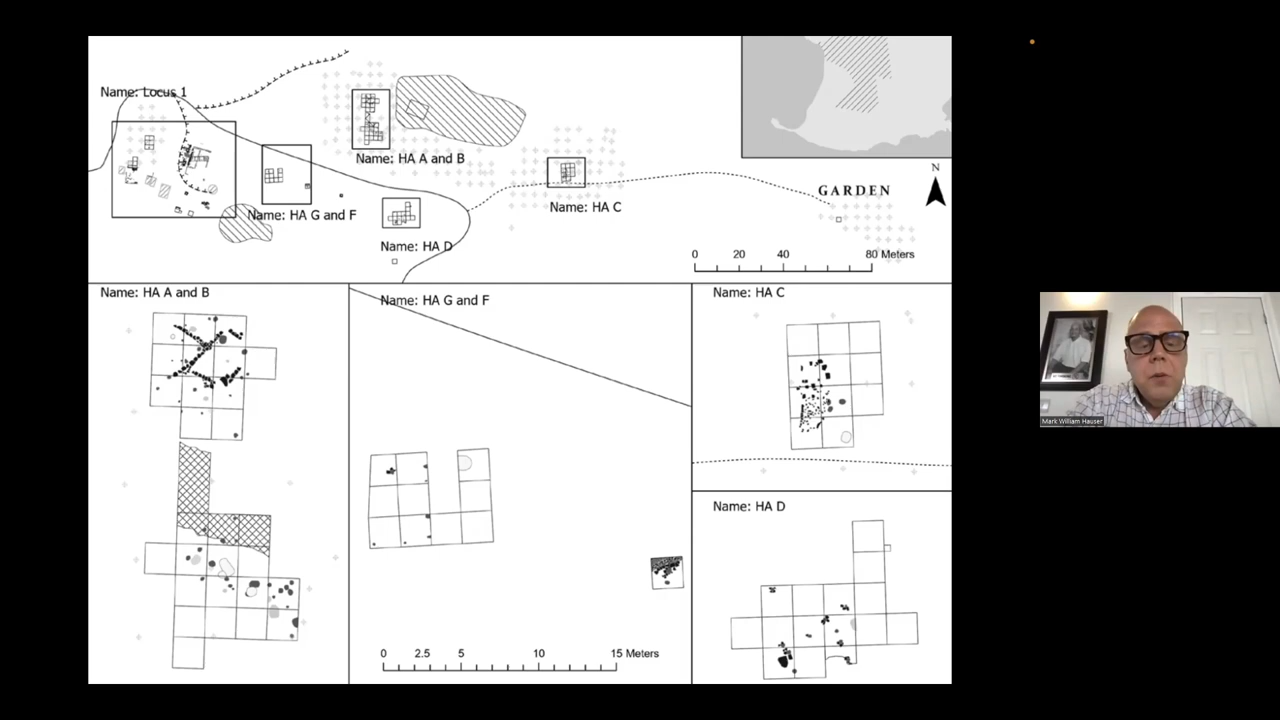 Name: Locus 1
Name: HA A and B
Name: HA G and F
Name: HA C
Name: HA D
GARDEN
N
0 20 40 80 Meters
Name: HA A and B
Name: HA G and F
0 2.5 5 10 15 Meters
Name: HA C
Name: HA D
Mark William Hauser